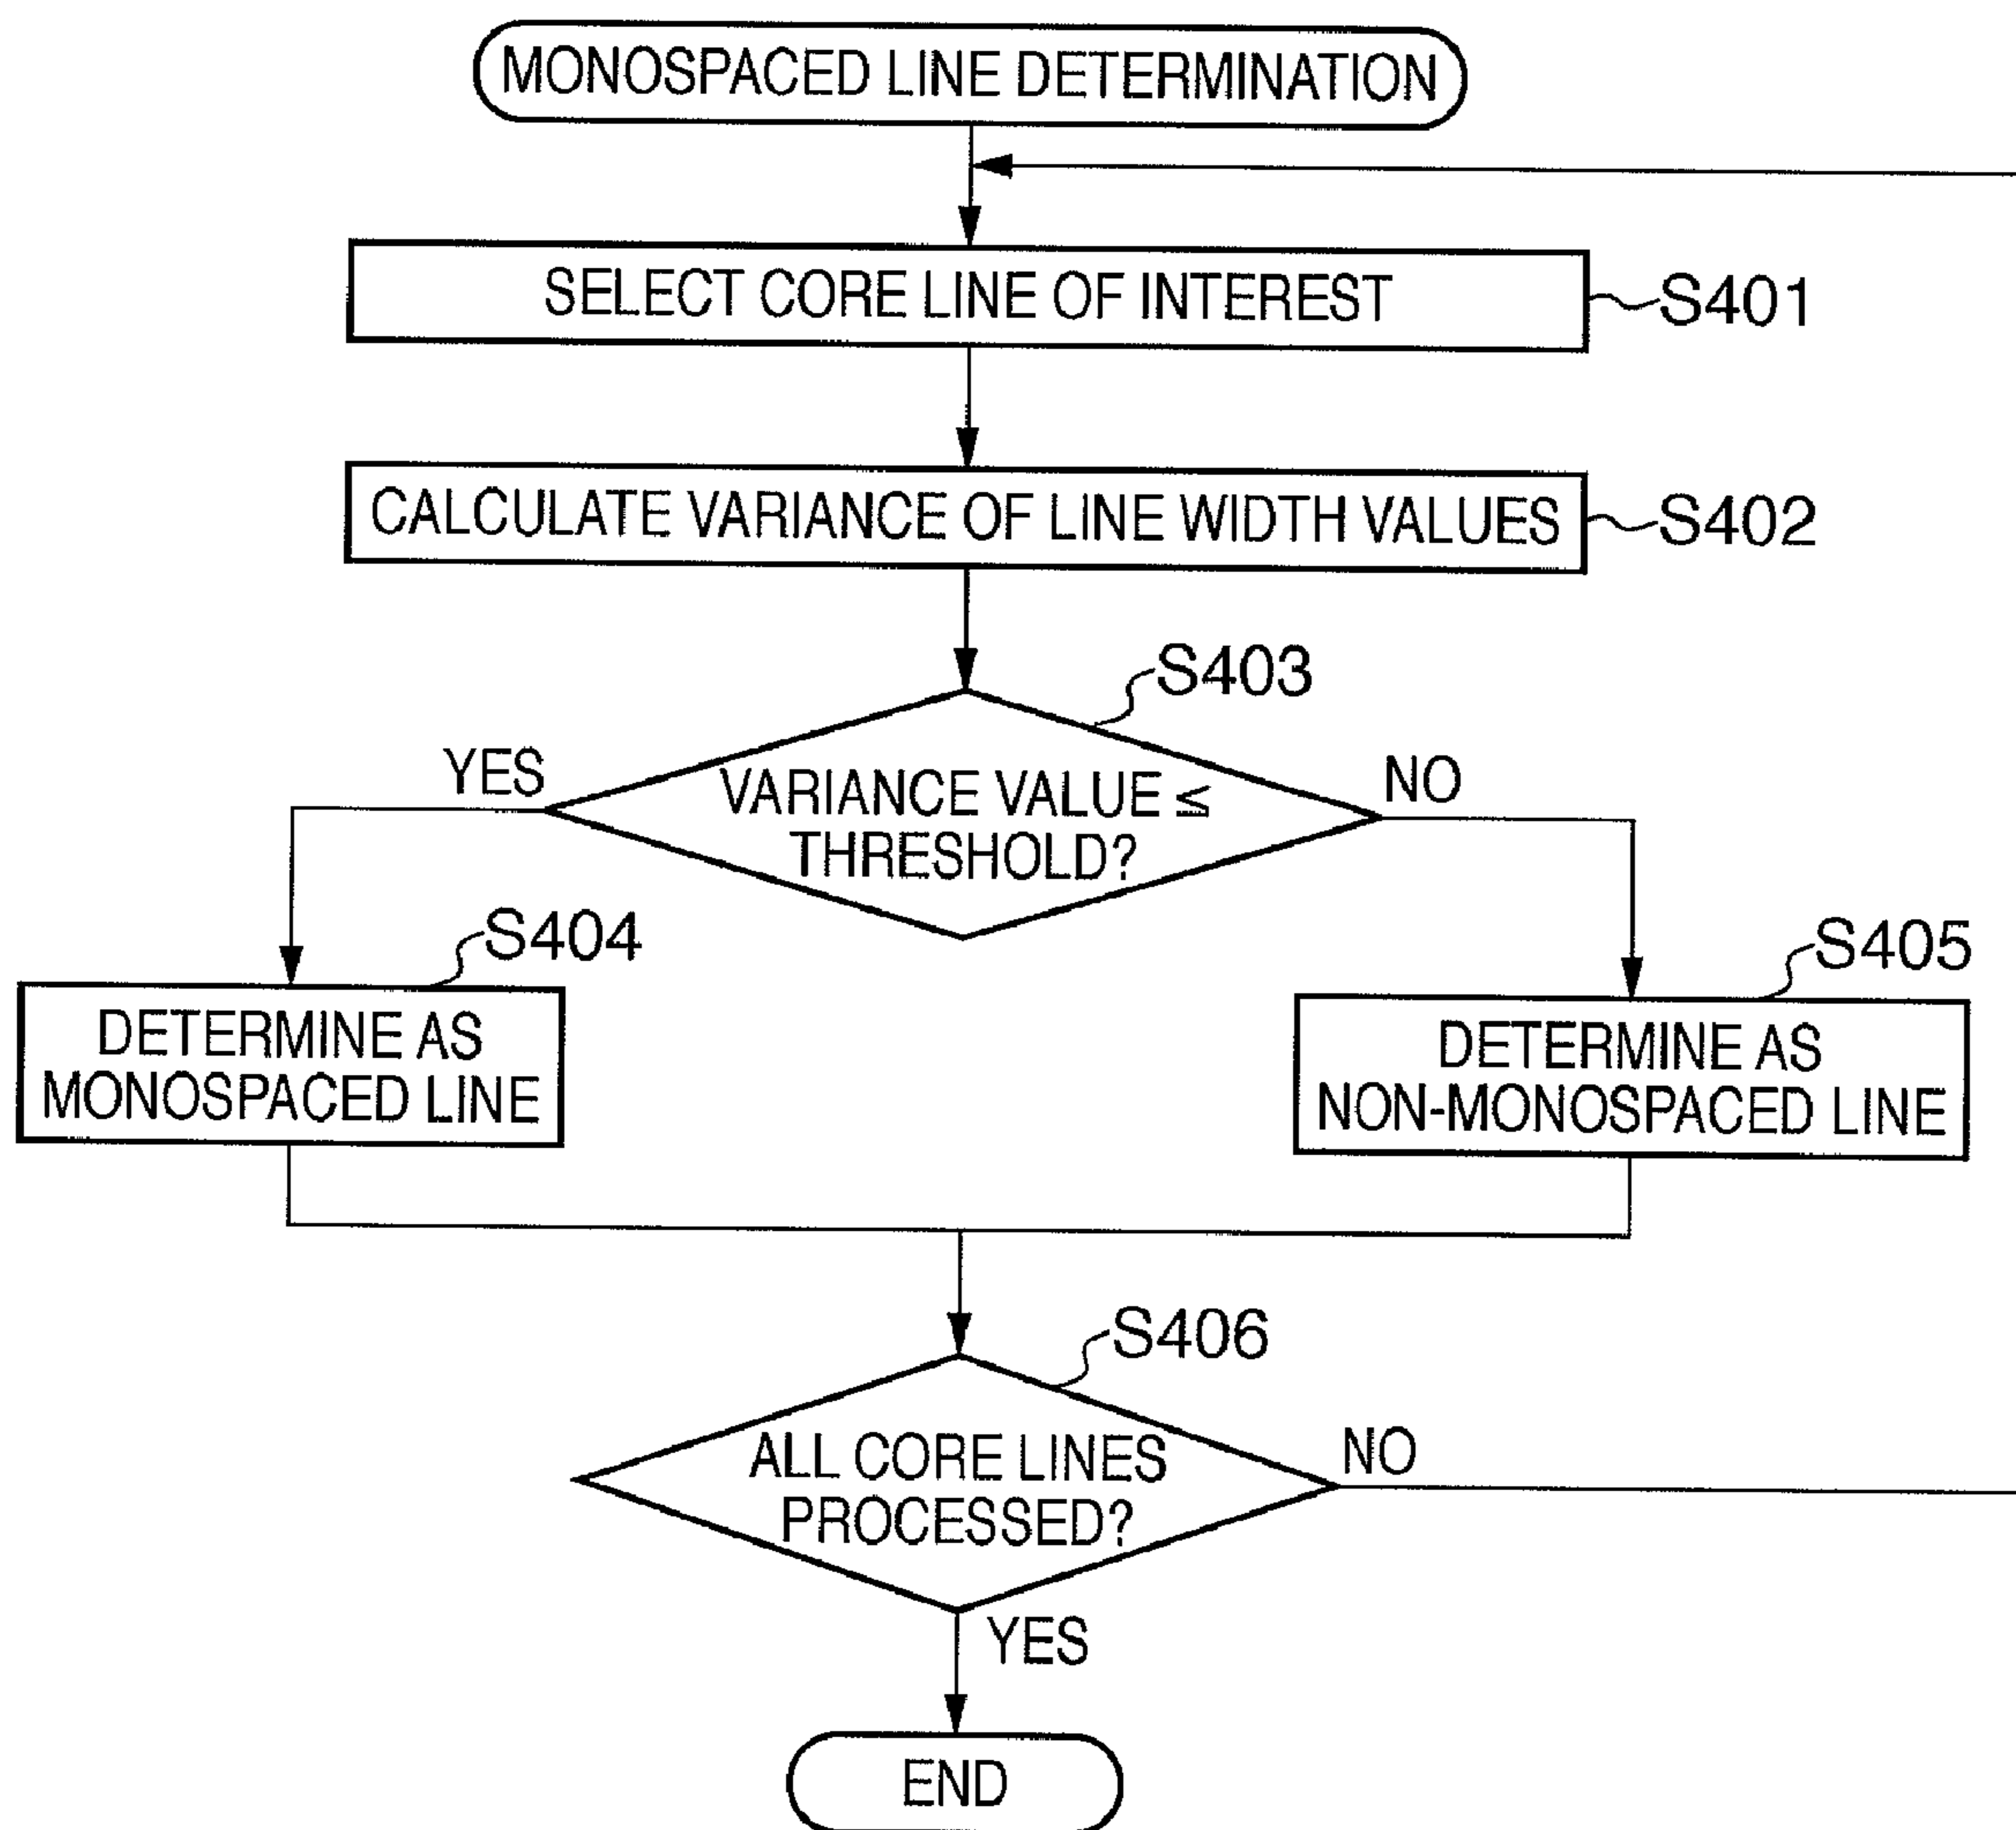 MONOSPACED LINE DETERMINATION
SELECT CORE LINE OF INTEREST
S401
CALCULATE VARIANCE OF LINE WIDTH VALUES
S402
S403
YES
VARIANCE VALUE ≤
THRESHOLD?
NO
S404
DETERMINE AS
MONOSPACED LINE
S405
DETERMINE AS
NON-MONOSPACED LINE
S406
ALL CORE LINES
PROCESSED?
NO
YES
END